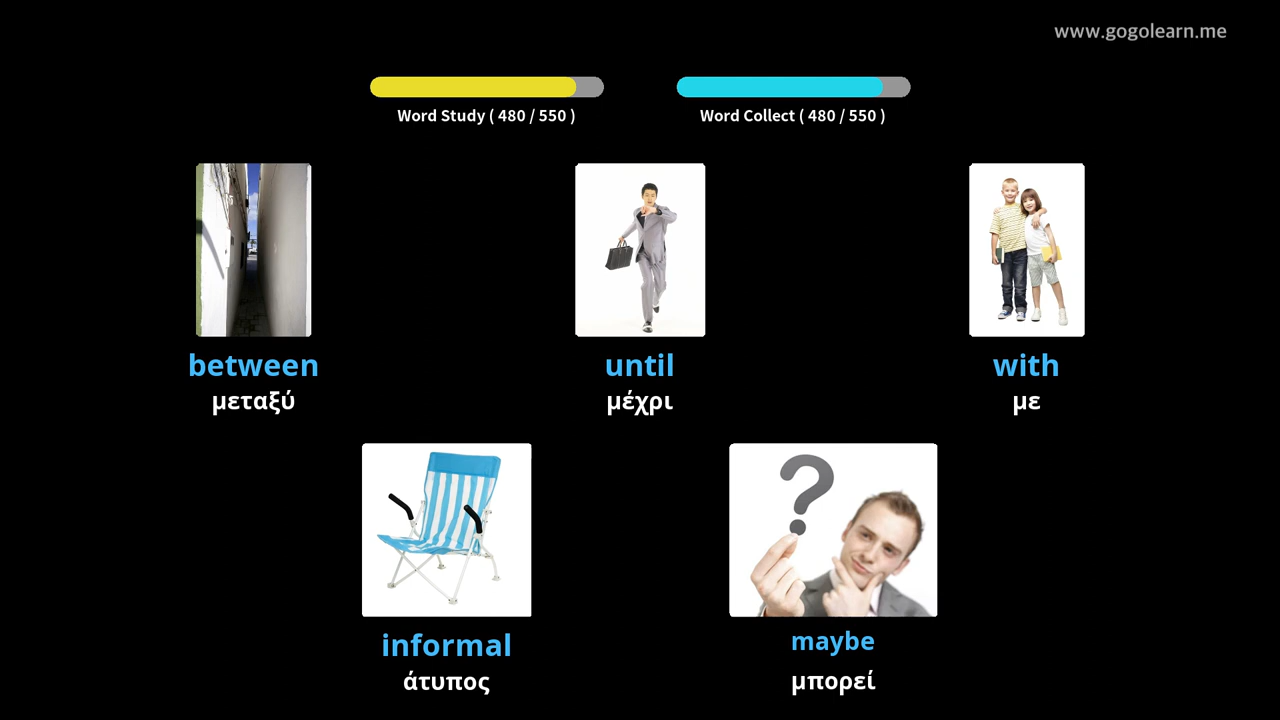 www.gogolearn.me
Word Study ( 480 / 550 )
Word Collect ( 480 / 550 )
between
μεταξύ
until
μέχρι
with
με
informal
άτυπος
maybe
μπορεί